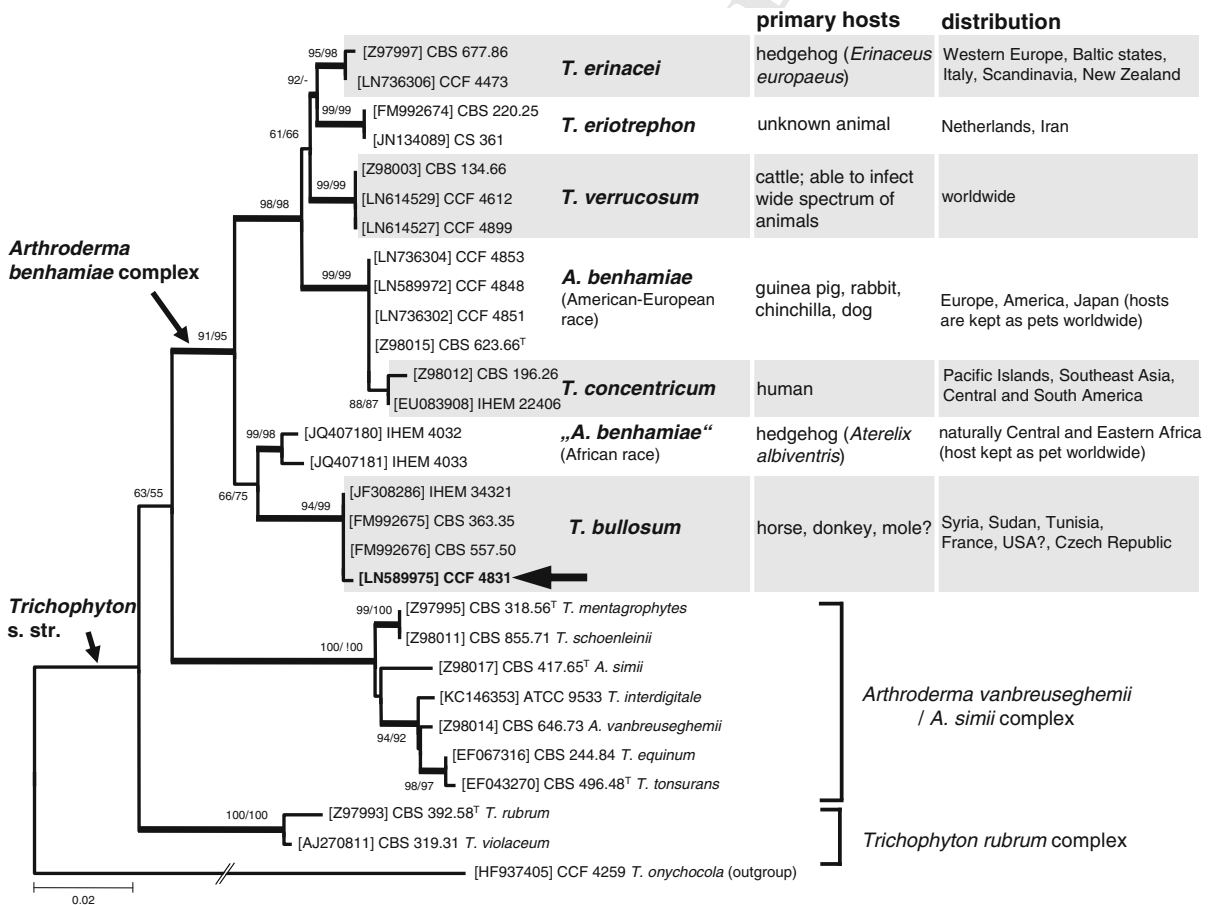 primary hosts
distribution
95/98
[Z97997] CBS 677.86
[LN736306] CCF 4473
T. erinacei
hedgehog (Erinaceus
europaeus)
Western Europe, Baltic states,
Italy, Scandinavia, New Zealand
92/-
99/99
[FM992674] CBS 220.25
[JN134089] CS 361
T. eriotrephon
unknown animal
Netherlands, Iran
61/66
99/99
[Z98003] CBS 134.66
[LN614529] CCF 4612
[LN614527] CCF 4899
T. verrucosum
cattle; able to infect
wide spectrum of
animals
worldwide
98/98
Arthroderma
benhamiae complex
99/99
[LN736304] CCF 4853
[LN589972] CCF 4848
[LN736302] CCF 4851
[Z98015] CBS 623.66T
A. benhamiae
(American-European
race)
guinea pig, rabbit,
chinchilla, dog
Europe, America, Japan (hosts
are kept as pets worldwide)
91/95
88/87
[Z98012] CBS 196.26
[EU083908] IHEM 22406
T. concentricum
human
Pacific Islands, Southeast Asia,
Central and South America
99/98
[JQ407180] IHEM 4032
[JQ407181] IHEM 4033
„A. benhamiae“
(African race)
hedgehog (Aterelix
albiventris)
naturally Central and Eastern Africa
(host kept as pet worldwide)
63/55
66/75
94/99
[JF308286] IHEM 34321
[FM992675] CBS 363.35
[FM992676] CBS 557.50
[LN589975] CCF 4831
T. bullosum
horse, donkey, mole?
Syria, Sudan, Tunisia,
France, USA?, Czech Republic
Trichophyton
s. str.
99/100
[Z97995] CBS 318.56T T. mentagrophytes
[Z98011] CBS 855.71 T. schoenleinii
100/!00
[Z98017] CBS 417.65T A. simii
[KC146353] ATCC 9533 T. interdigitale
[Z98014] CBS 646.73 A. vanbreuseghemii
94/92
[EF067316] CBS 244.84 T. equinum
98/97
[EF043270] CBS 496.48T T. tonsurans
Arthroderma vanbreuseghemii
/ A. simii complex
100/100
[Z97993] CBS 392.58T T. rubrum
[AJ270811] CBS 319.31 T. violaceum
Trichophyton rubrum complex
[HF937405] CCF 4259 T. onychocola (outgroup)
0.02